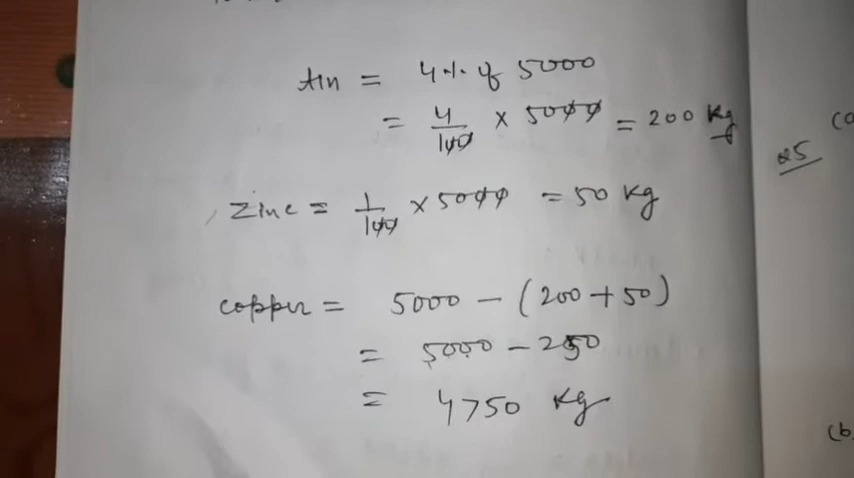 tin = 4% of 5000
= 4/100 × 5000 = 200 Kg
Zinc = 1/100 × 5000 = 50 Kg
copper = 5000 - (200 + 50)
= 5000 - 250
= 4750 Kg
25
(b